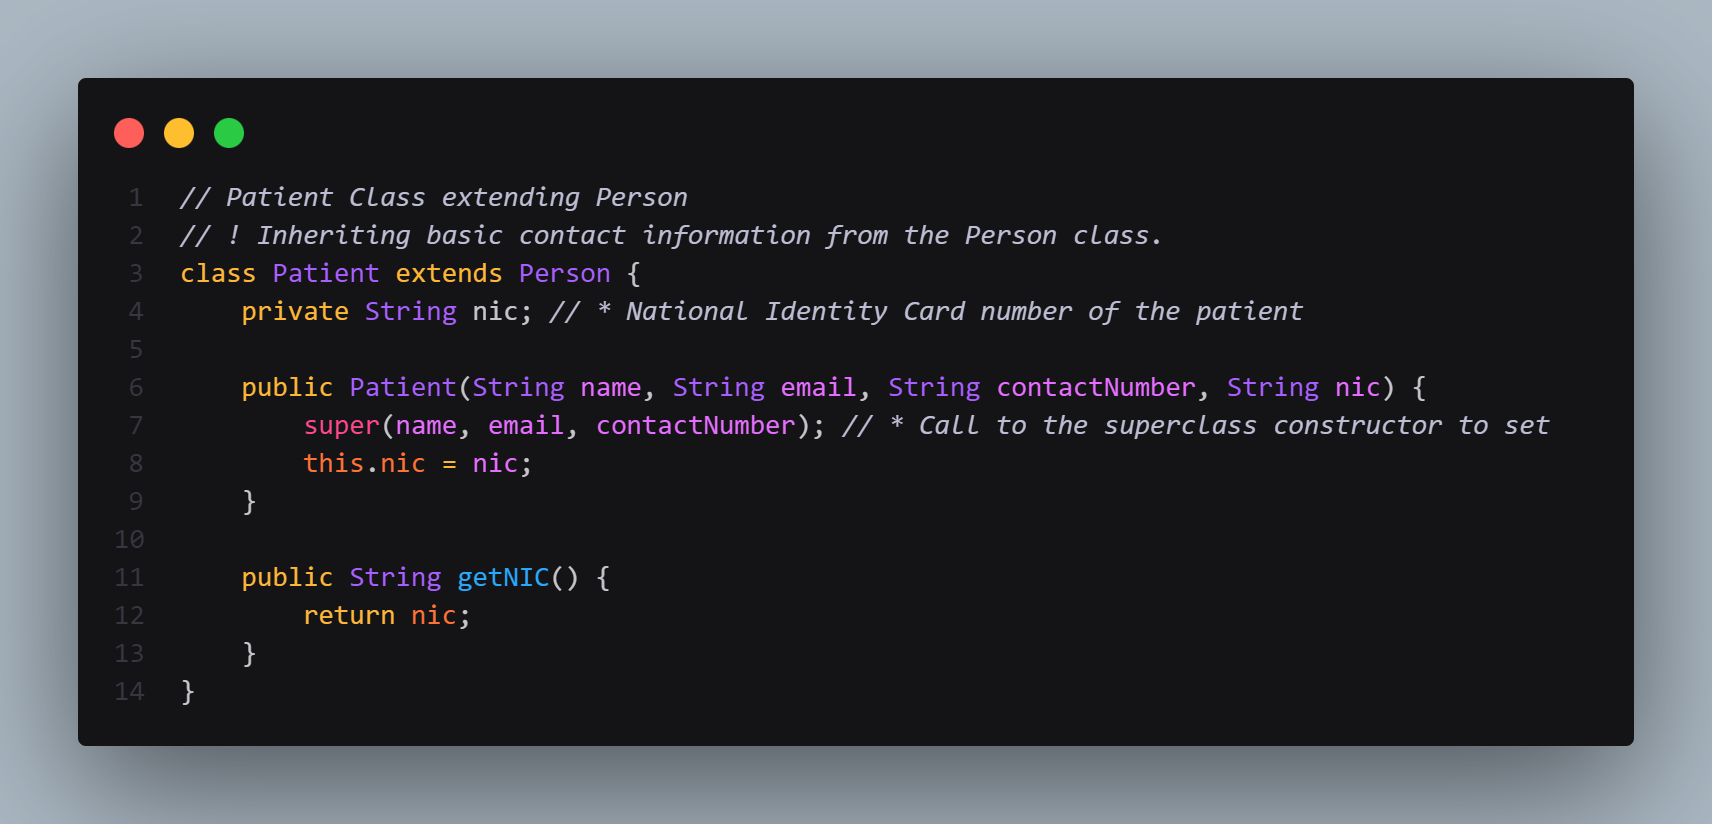 1 // Patient Class extending Person
2 // ! Inheriting basic contact information from the Person class.
3 class Patient extends Person {
4     private String nic; // * National Identity Card number of the patient
5
6     public Patient(String name, String email, String contactNumber, String nic) {
7         super(name, email, contactNumber); // * Call to the superclass constructor to set
8         this.nic = nic;
9     }
10
11     public String getNIC() {
12         return nic;
13     }
14 }